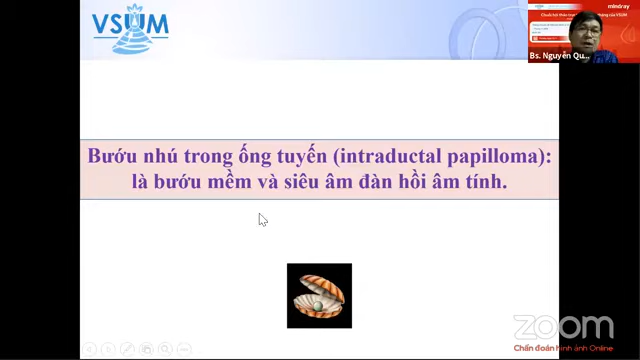 VSUM
mindray
Bs. Nguyễn Qu...
Bướu nhú trong ống tuyến (intraductal papilloma):
là bướu mềm và siêu âm đàn hồi âm tính.
zoom
Chẩn đoán hình ảnh Online